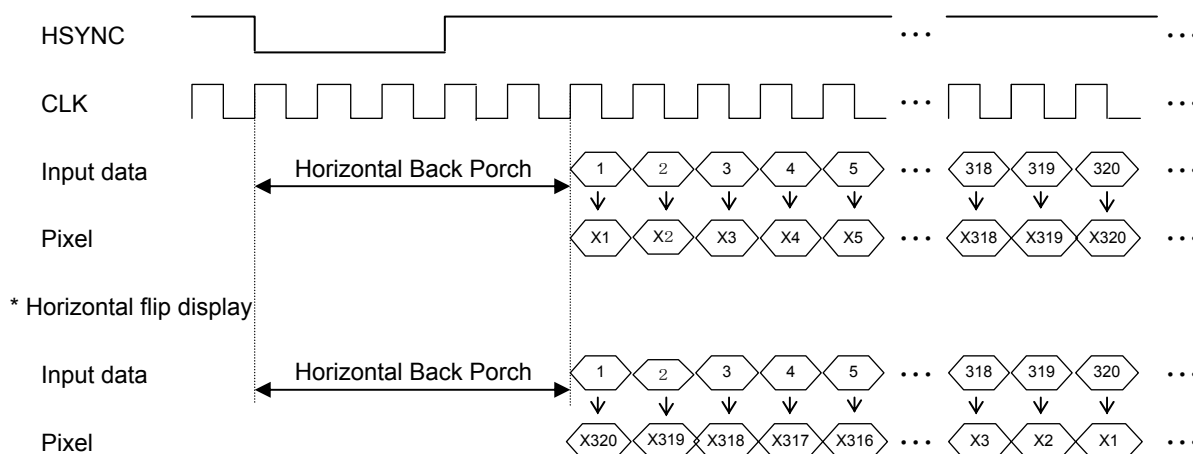 HSYNC ... ...
CLK ... ...
Input data Horizontal Back Porch 1 2 3 4 5 ... 318 319 320 ...
Pixel X1 X2 X3 X4 X5 ... X318 X319 X320 ...
* Horizontal flip display
Input data Horizontal Back Porch 1 2 3 4 5 ... 318 319 320 ...
Pixel X320 X319 X318 X317 X316 ... X3 X2 X1 ...